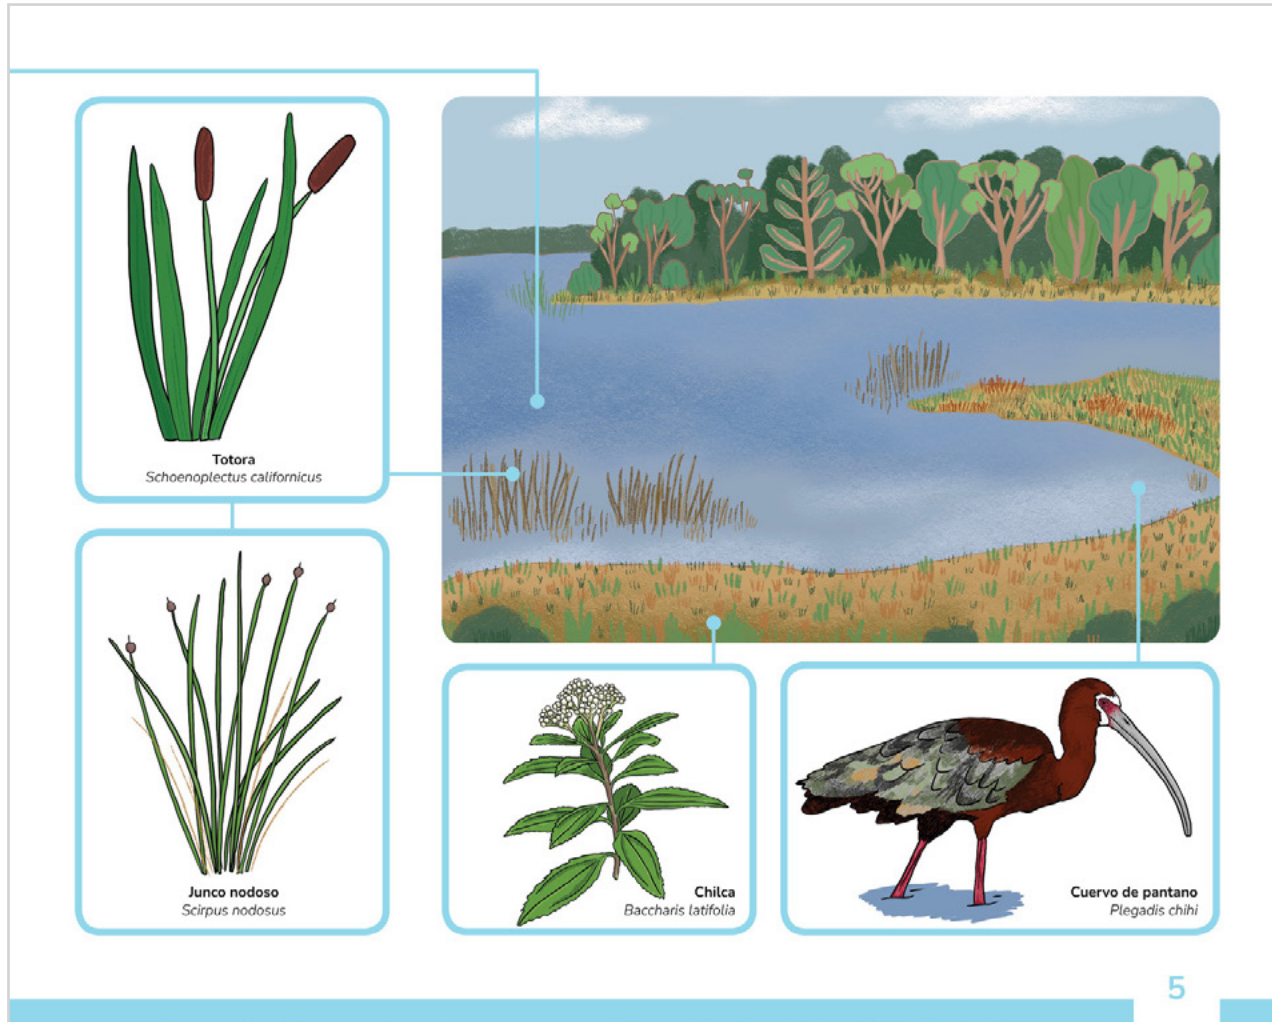 Totora
Schoenoplectus californicus
Junco nodoso
Scirpus nodosus
Chilca
Baccharis latifolia
Cuervo de pantano
Plegadis chihi
5